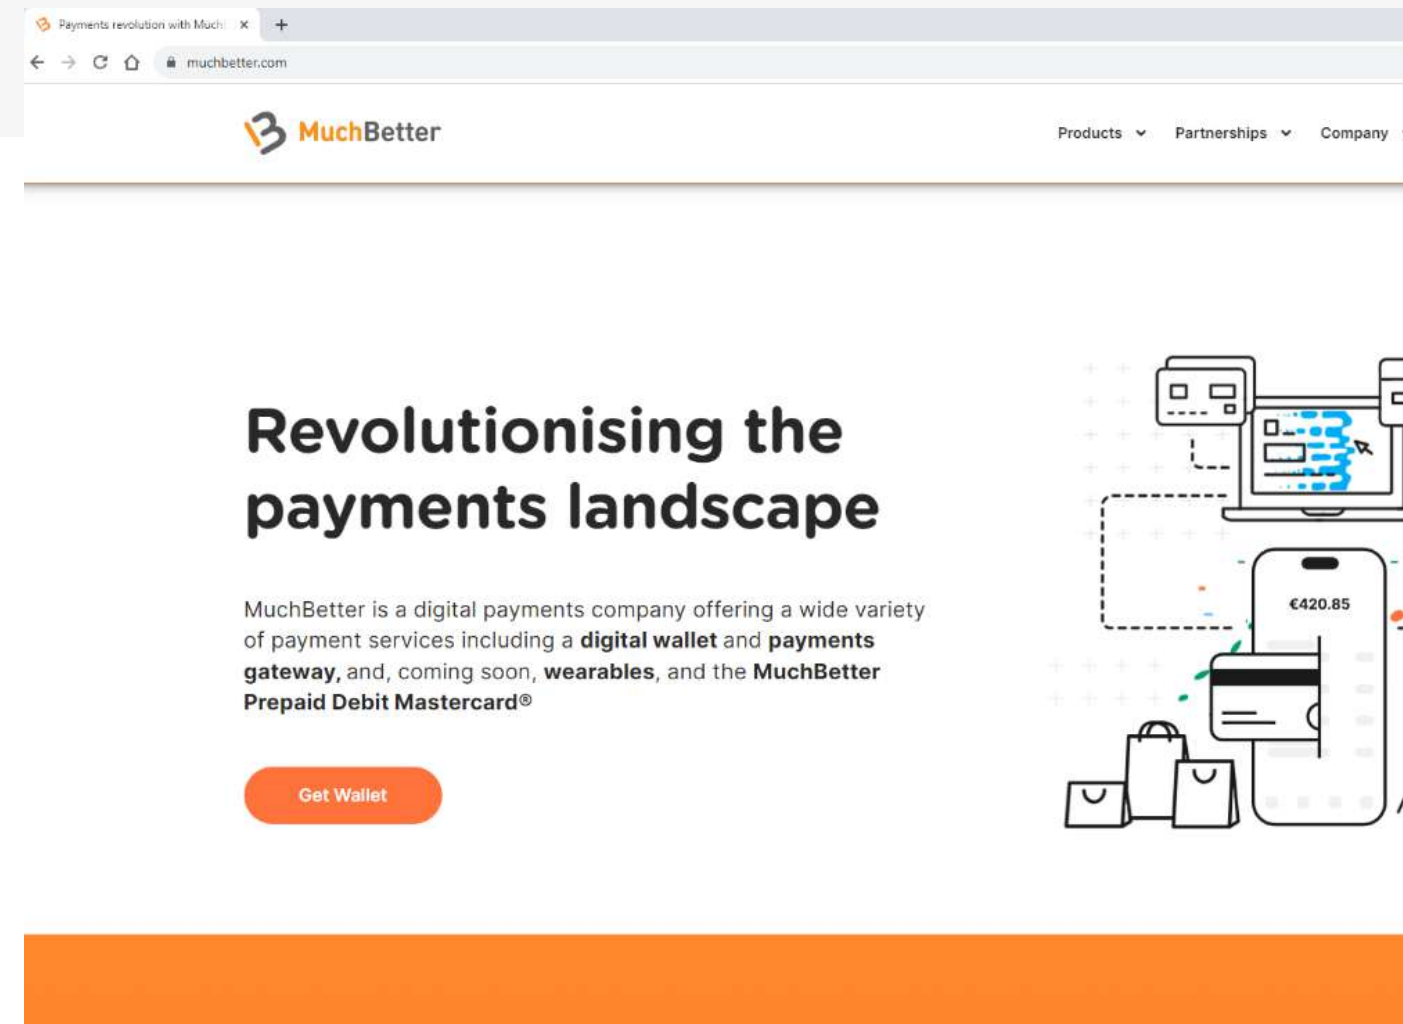 Payments revolution with Much
muchbetter.com
MuchBetter
Products Partnerships Company
Revolutionising the
payments landscape
MuchBetter is a digital payments company offering a wide variety
of payment services including a digital wallet and payments
gateway, and, coming soon, wearables, and the MuchBetter
Prepaid Debit Mastercard®
€420.85
Get Wallet